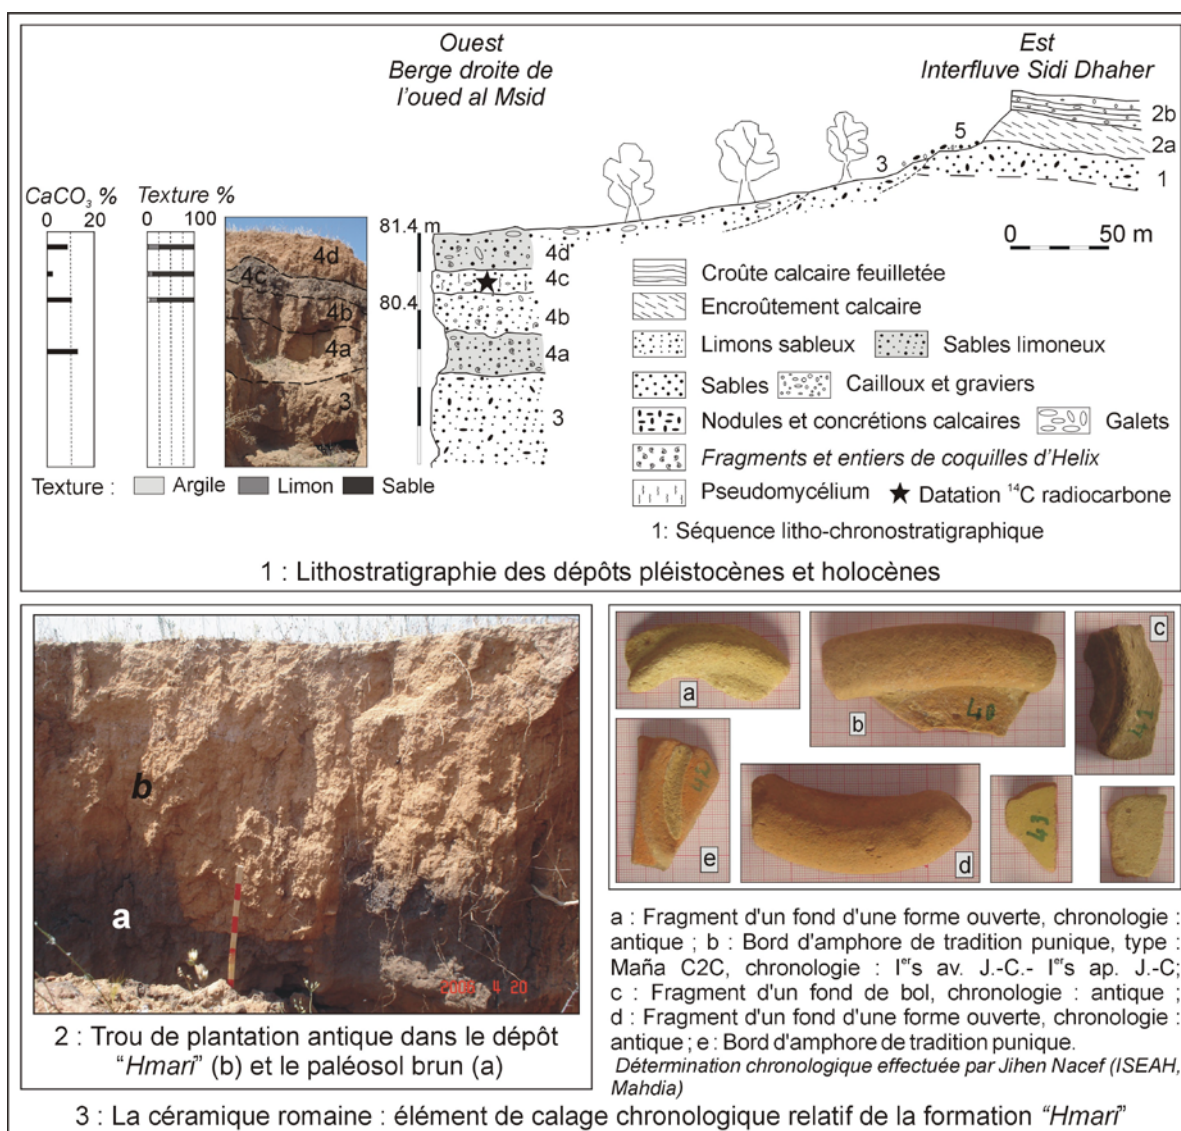 Ouest
Berge droite de
l'oued al Msid
Est
Interfluve Sidi Dhaher
2b
2a
1
5
3
CaCO3 %
0 20
Texture %
0 100
4d
4c
4b
4a
3
81.4 m
80.4
4d
4c
4b
4a
3
0 50 m
Croûte calcaire feuilletée
Encroûtement calcaire
Limons sableux Sables limoneux
Sables Cailloux et graviers
Nodules et concrétions calcaires Galets
Fragments et entiers de coquilles d'Helix
Pseudomycélium Datation 14C radiocarbone
Texture : Argile Limon Sable
1: Séquence litho-chronostratigraphique
1 : Lithostratigraphie des dépôts pléistocènes et holocènes
b
a
2008 4 20
2 : Trou de plantation antique dans le dépôt
“Hmari” (b) et le paléosol brun (a)
a
b
40
c
41
e
42
d
43
a : Fragment d'un fond d'une forme ouverte, chronologie :
antique ; b : Bord d'amphore de tradition punique, type :
Maña C2C, chronologie : Iers av. J.-C.- Iers ap. J.-C;
c : Fragment d'un fond de bol, chronologie : antique ;
d : Fragment d'un fond d'une forme ouverte, chronologie :
antique ; e : Bord d'amphore de tradition punique.
Détermination chronologique effectuée par Jihen Nacef (ISEAH,
Mahdia)
3 : La céramique romaine : élément de calage chronologique relatif de la formation “Hmari”